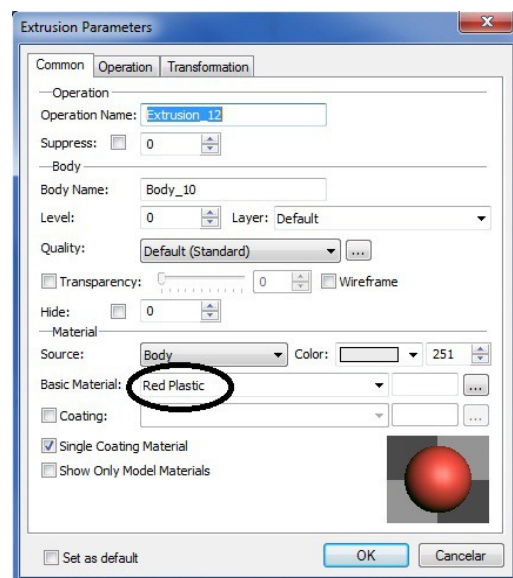 Extrusion Parameters
Common Operation Transformation
Operation
Operation Name: Extrusion_12
Suppress: 0
Body
Body Name: Body_10
Level: 0 Layer: Default
Quality: Default (Standard) ...
Transparency: 0 Wireframe
Hide: 0
Material
Source: Body Color: 251
Basic Material: Red Plastic ...
Coating: ...
Single Coating Material
Show Only Model Materials
Set as default OK Cancelar